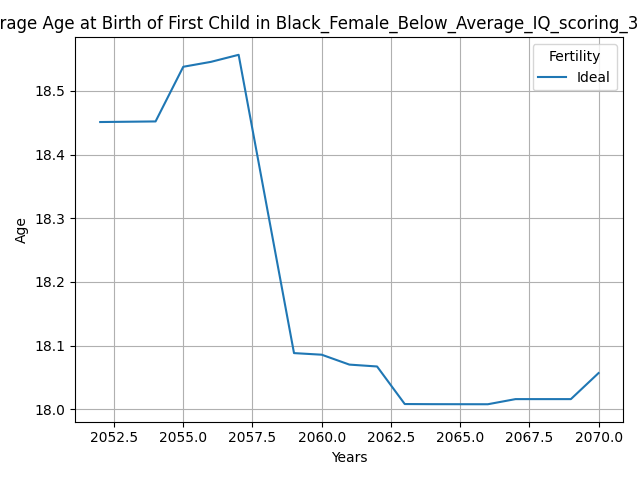 rage Age at Birth of First Child in Black_Female_Below_Average_IQ_scoring_3
Fertility
Ideal
18.5
18.4
18.3
18.2
18.1
18.0
Age
2052.5 2055.0 2057.5 2060.0 2062.5 2065.0 2067.5 2070.0
Years